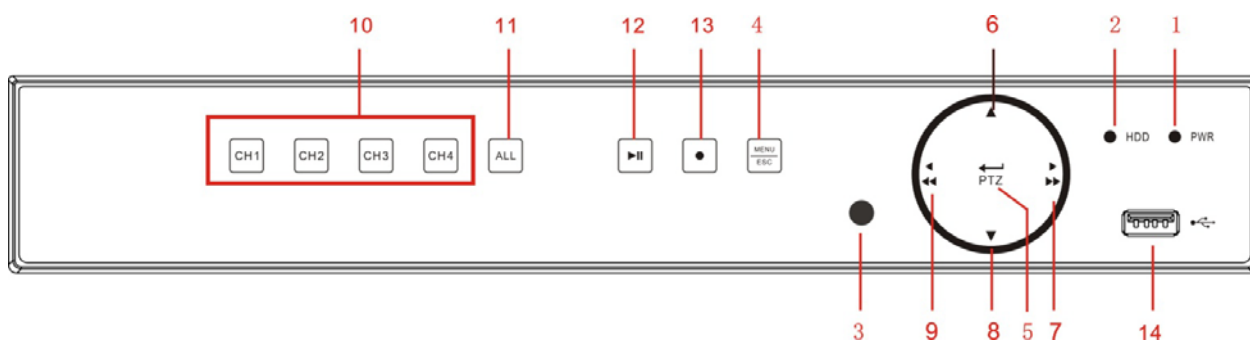 10 11 12 13 4 6 2 1
HDD PWR
CH1 CH2 CH3 CH4 ALL MENU
ESC
PTZ
3 9 8 5 7 14